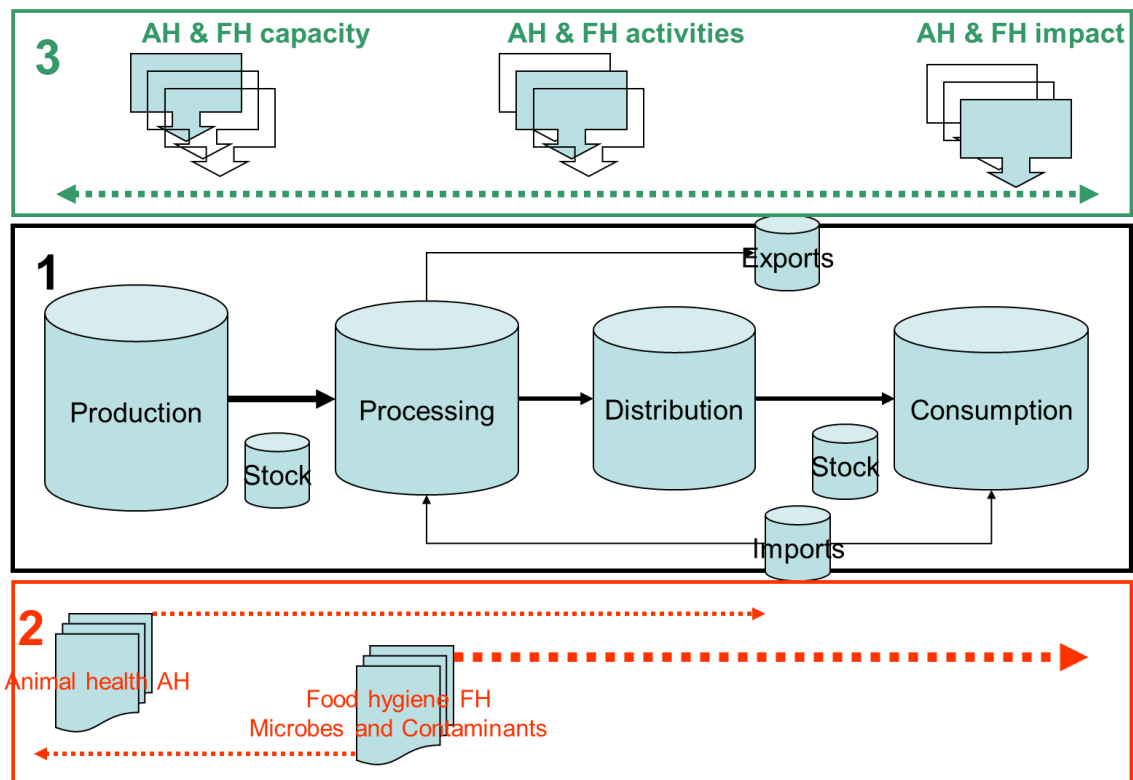 3
AH & FH capacity
AH & FH activities
AH & FH impact
1
Exports
Production
Processing
Distribution
Consumption
Stock
Stock
Imports
2
Animal health AH
Food hygiene FH
Microbes and Contaminants